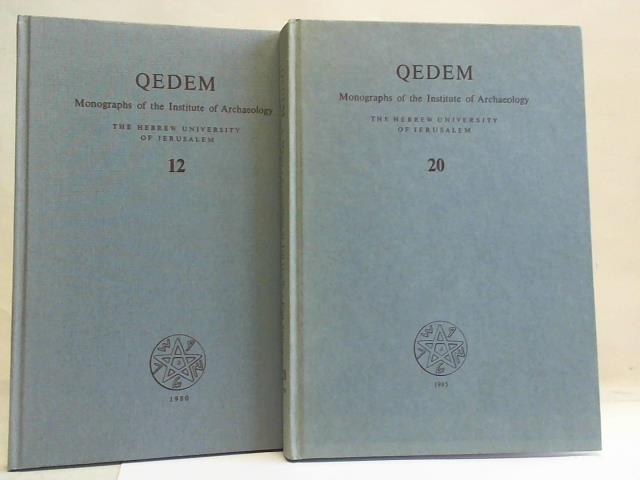 QEDEM
Monographs of the Institute of Archaeology
THE HEBREW UNIVERSITY
OF JERUSALEM
12
1980
QEDEM
Monographs of the Institute of Archaeology
THE HEBREW UNIVERSITY
OF JERUSALEM
20
1985